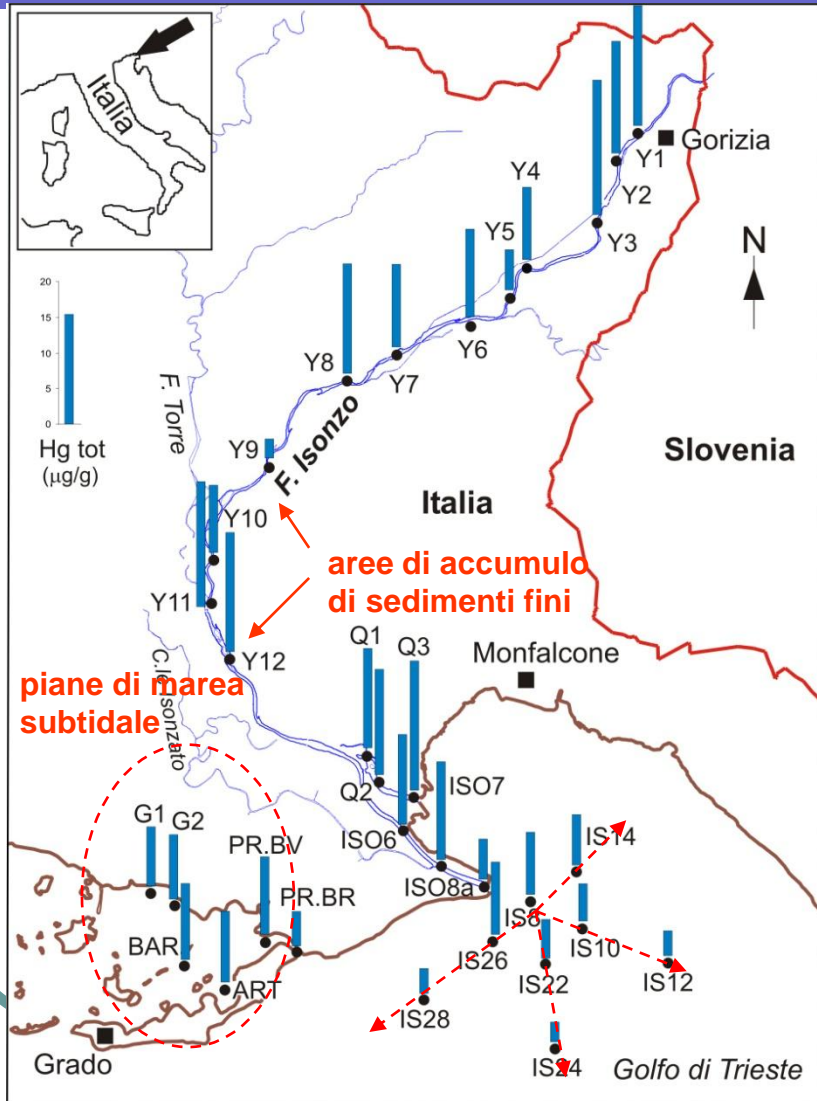 Italia
Y1
Gorizia
Y2
Y4
Y5
Y3
N
20
15
10
5
0
Hg tot
(µg/g)
F. Torre
Y6
Y8
Y7
Y9
F. Isonzo
Slovenia
Italia
Y10
aree di accumulo
di sedimenti fini
Y11
Q1
Q3
Y12
Monfalcone
piane di marea
subtidale
C.le Isonzato
Q2
ISO7
G1
G2
ISO6
PR.BV
IS14
PR.BR
ISO8a
IS8
BAR
IS26
IS10
ART
IS22
IS12
IS28
Grado
IS24
Golfo di Trieste